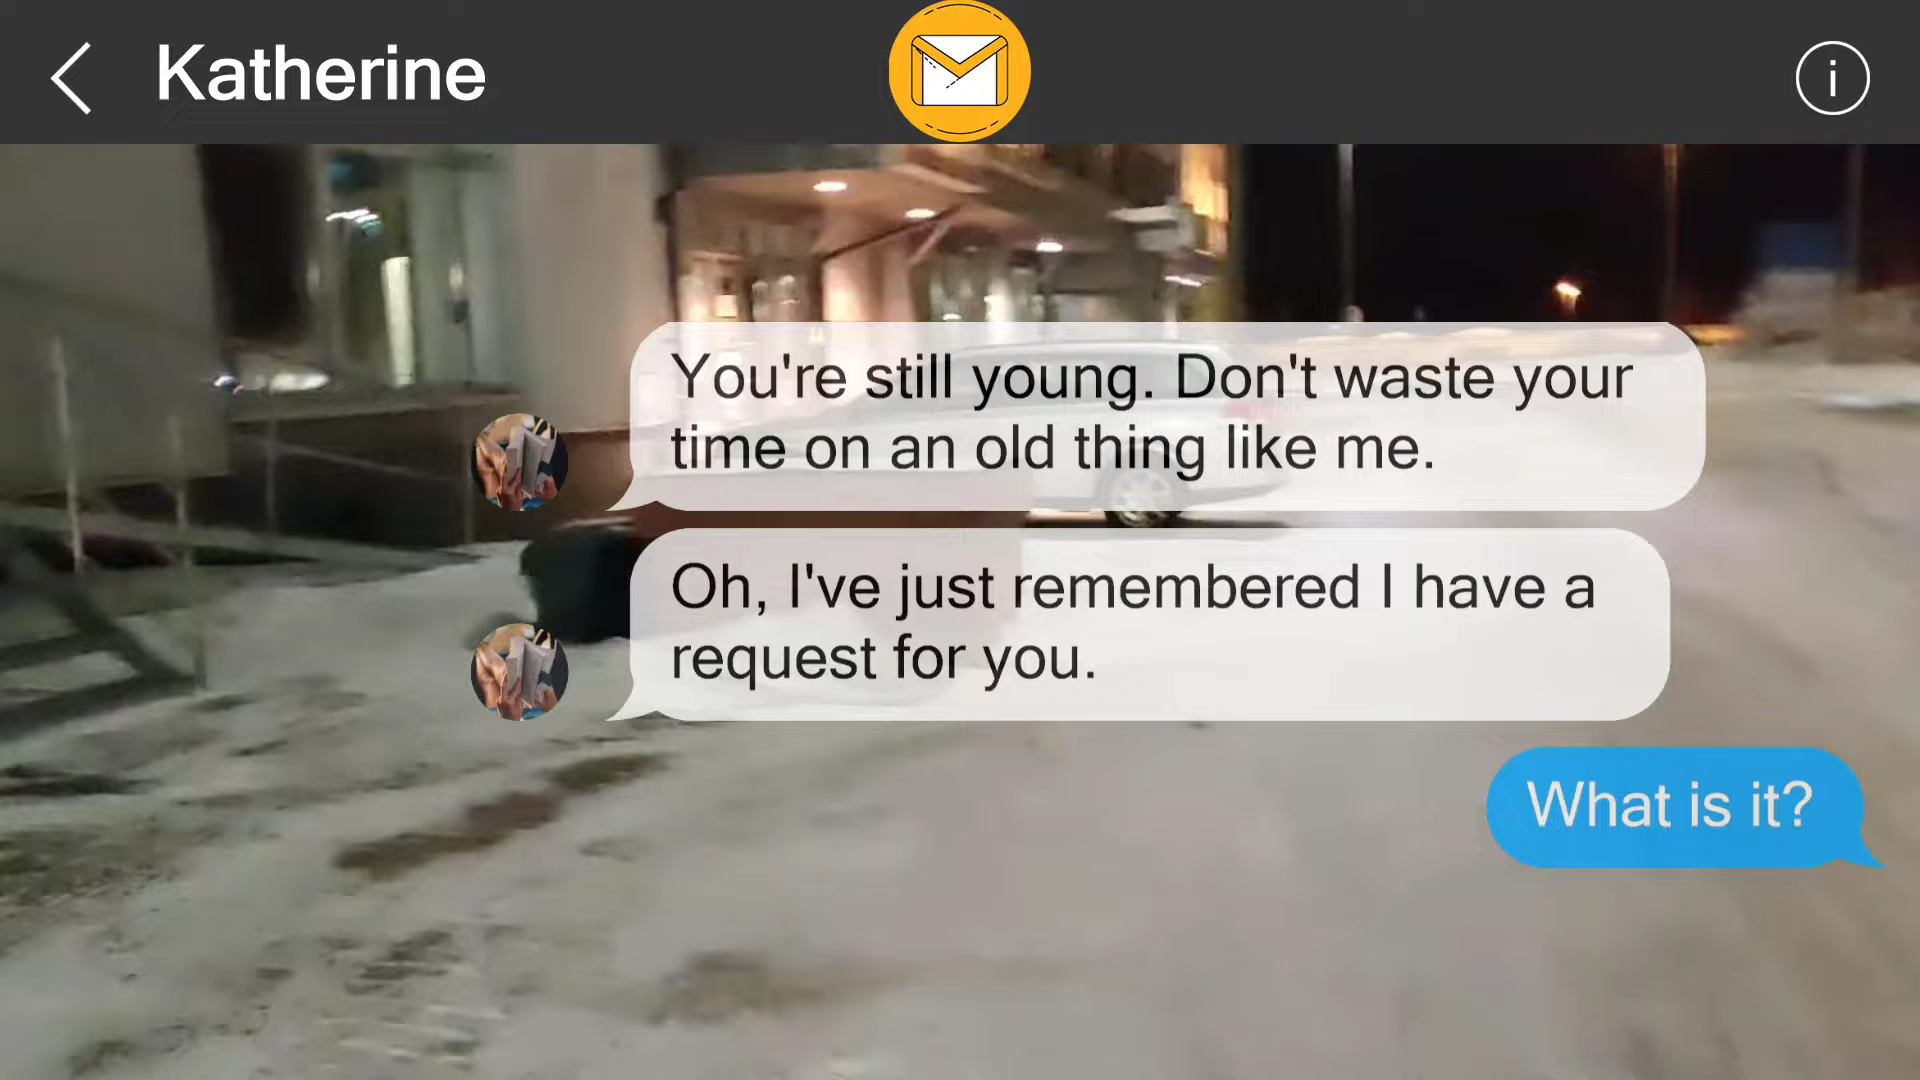 Katherine
i
You're still young. Don't waste your
time on an old thing like me.
Oh, I've just remembered I have a
request for you.
What is it?